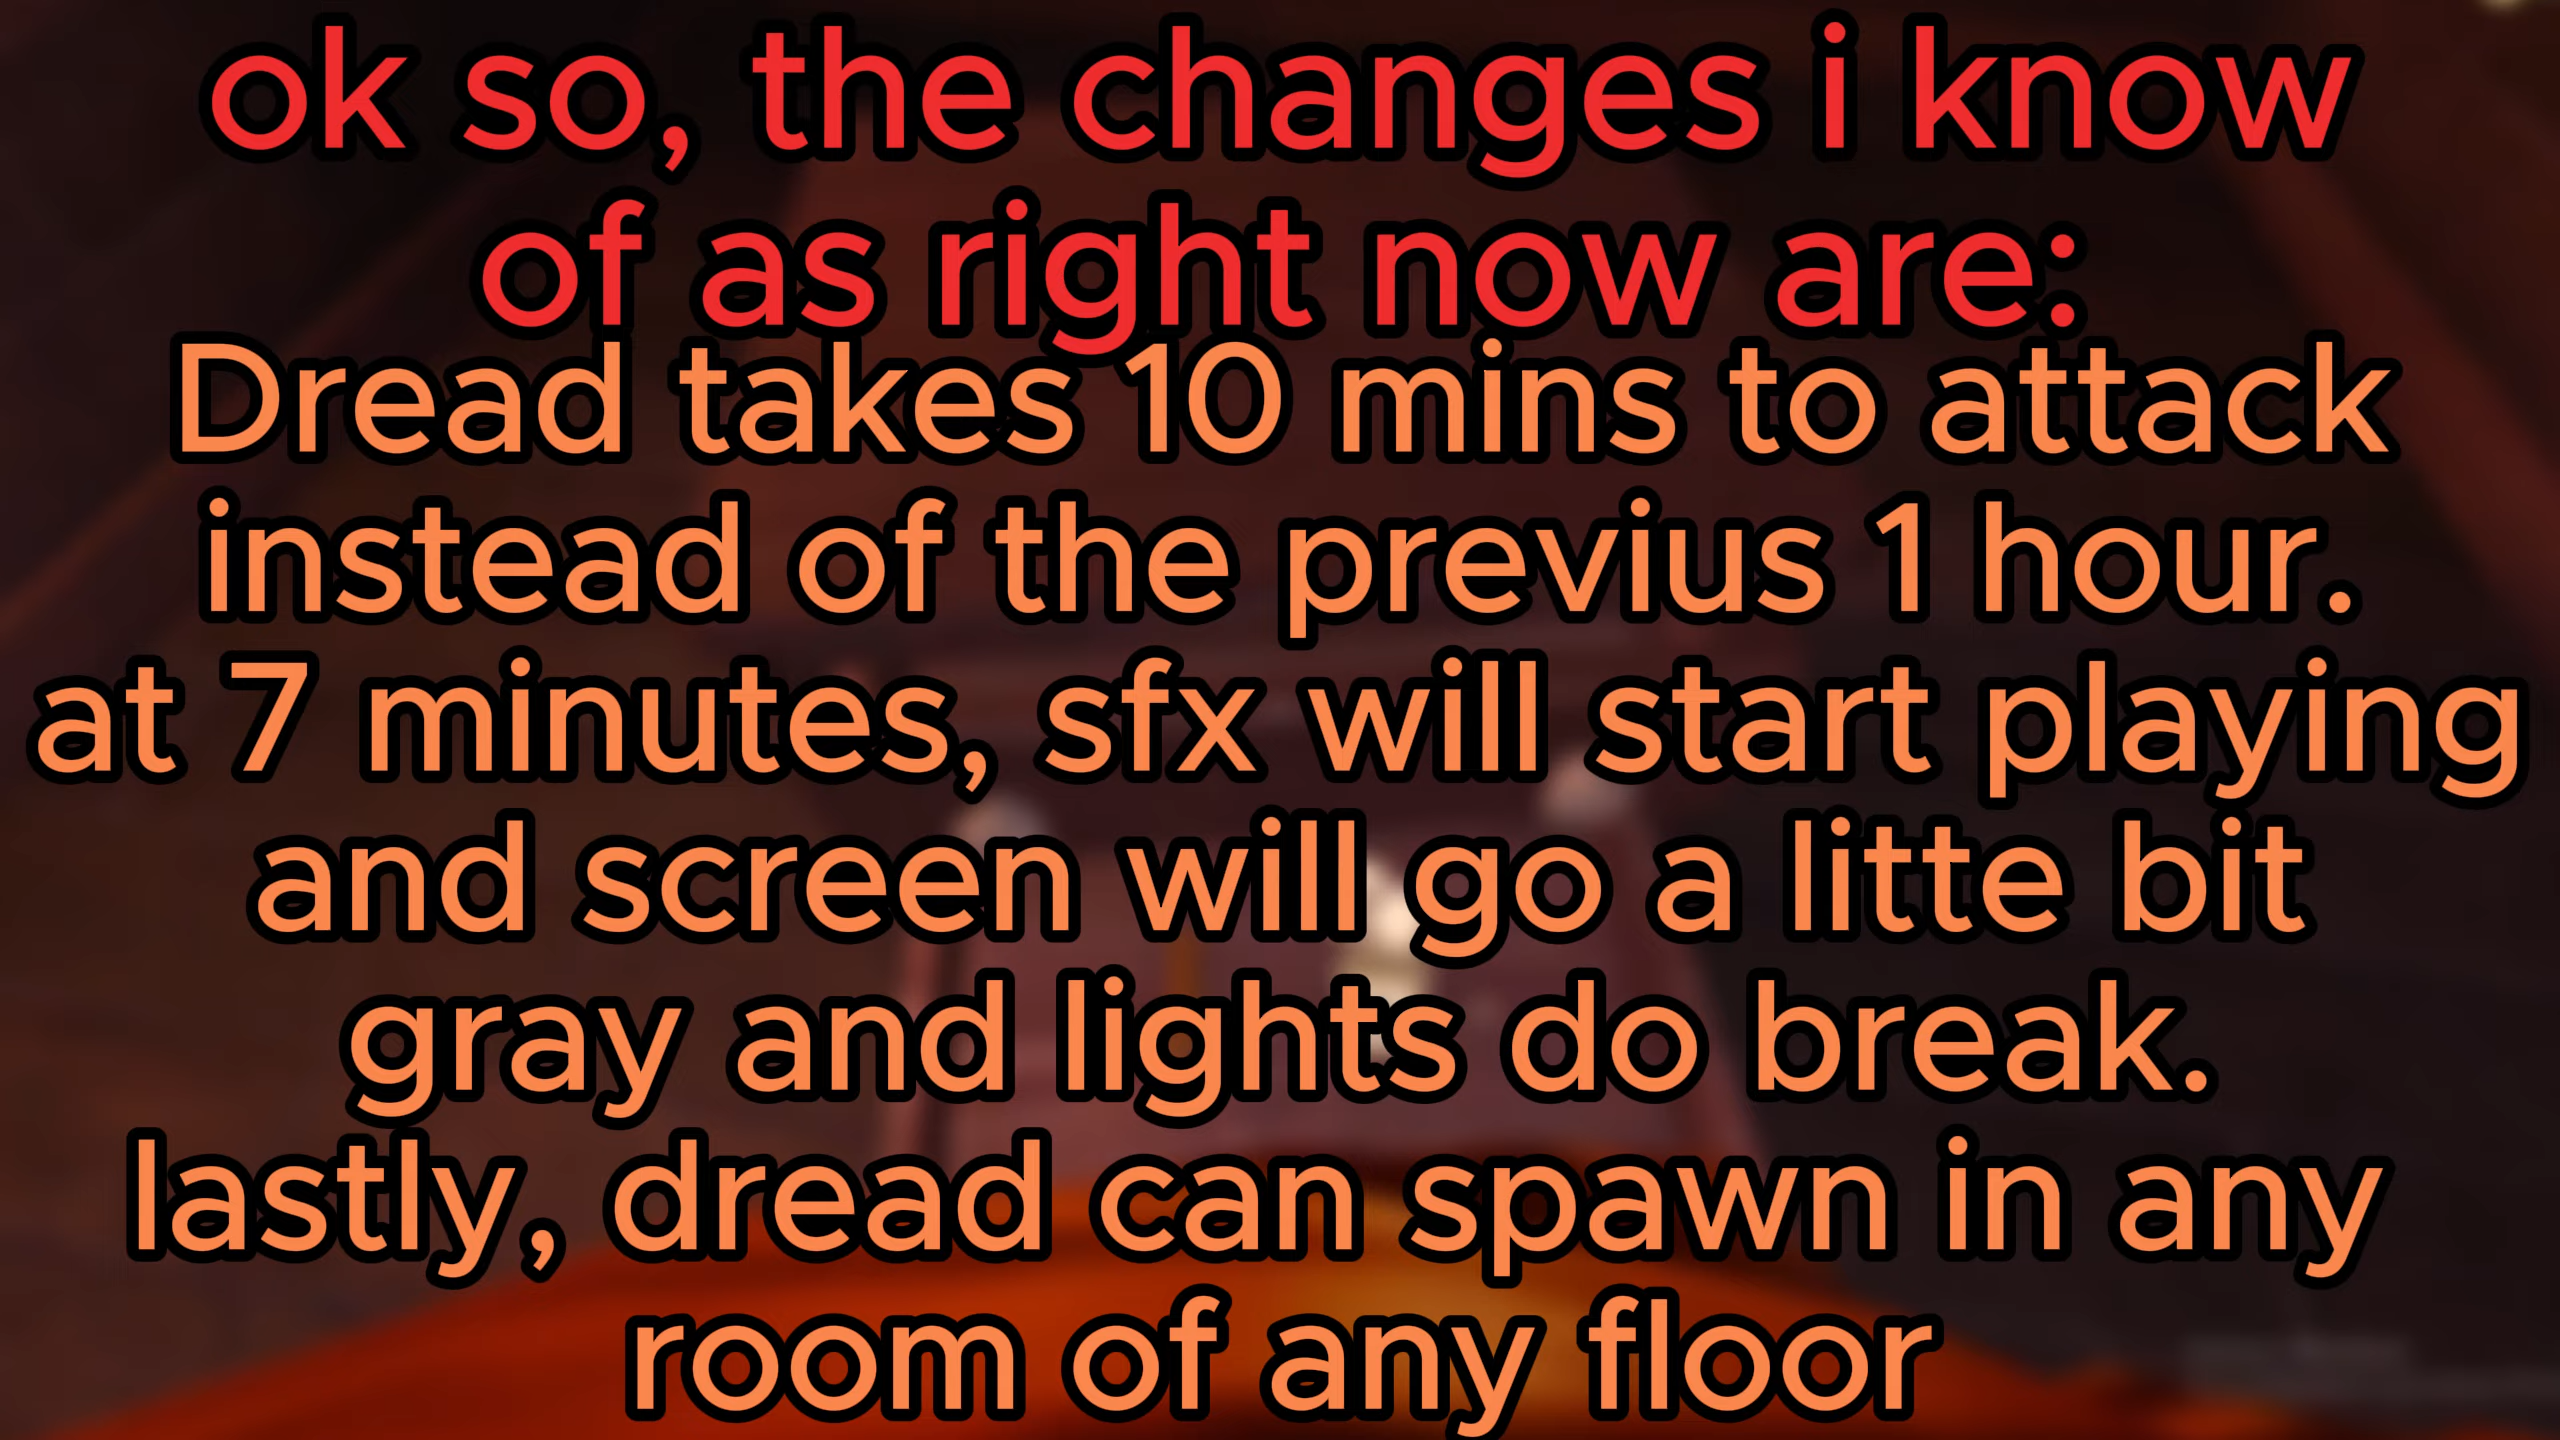 ok so, the changes i know
of as right now are:
Dread takes 10 mins to attack
instead of the previus 1 hour.
at 7 minutes, sfx will start playing
and screen will go a litte bit
gray and lights do break.
lastly, dread can spawn in any
room of any floor